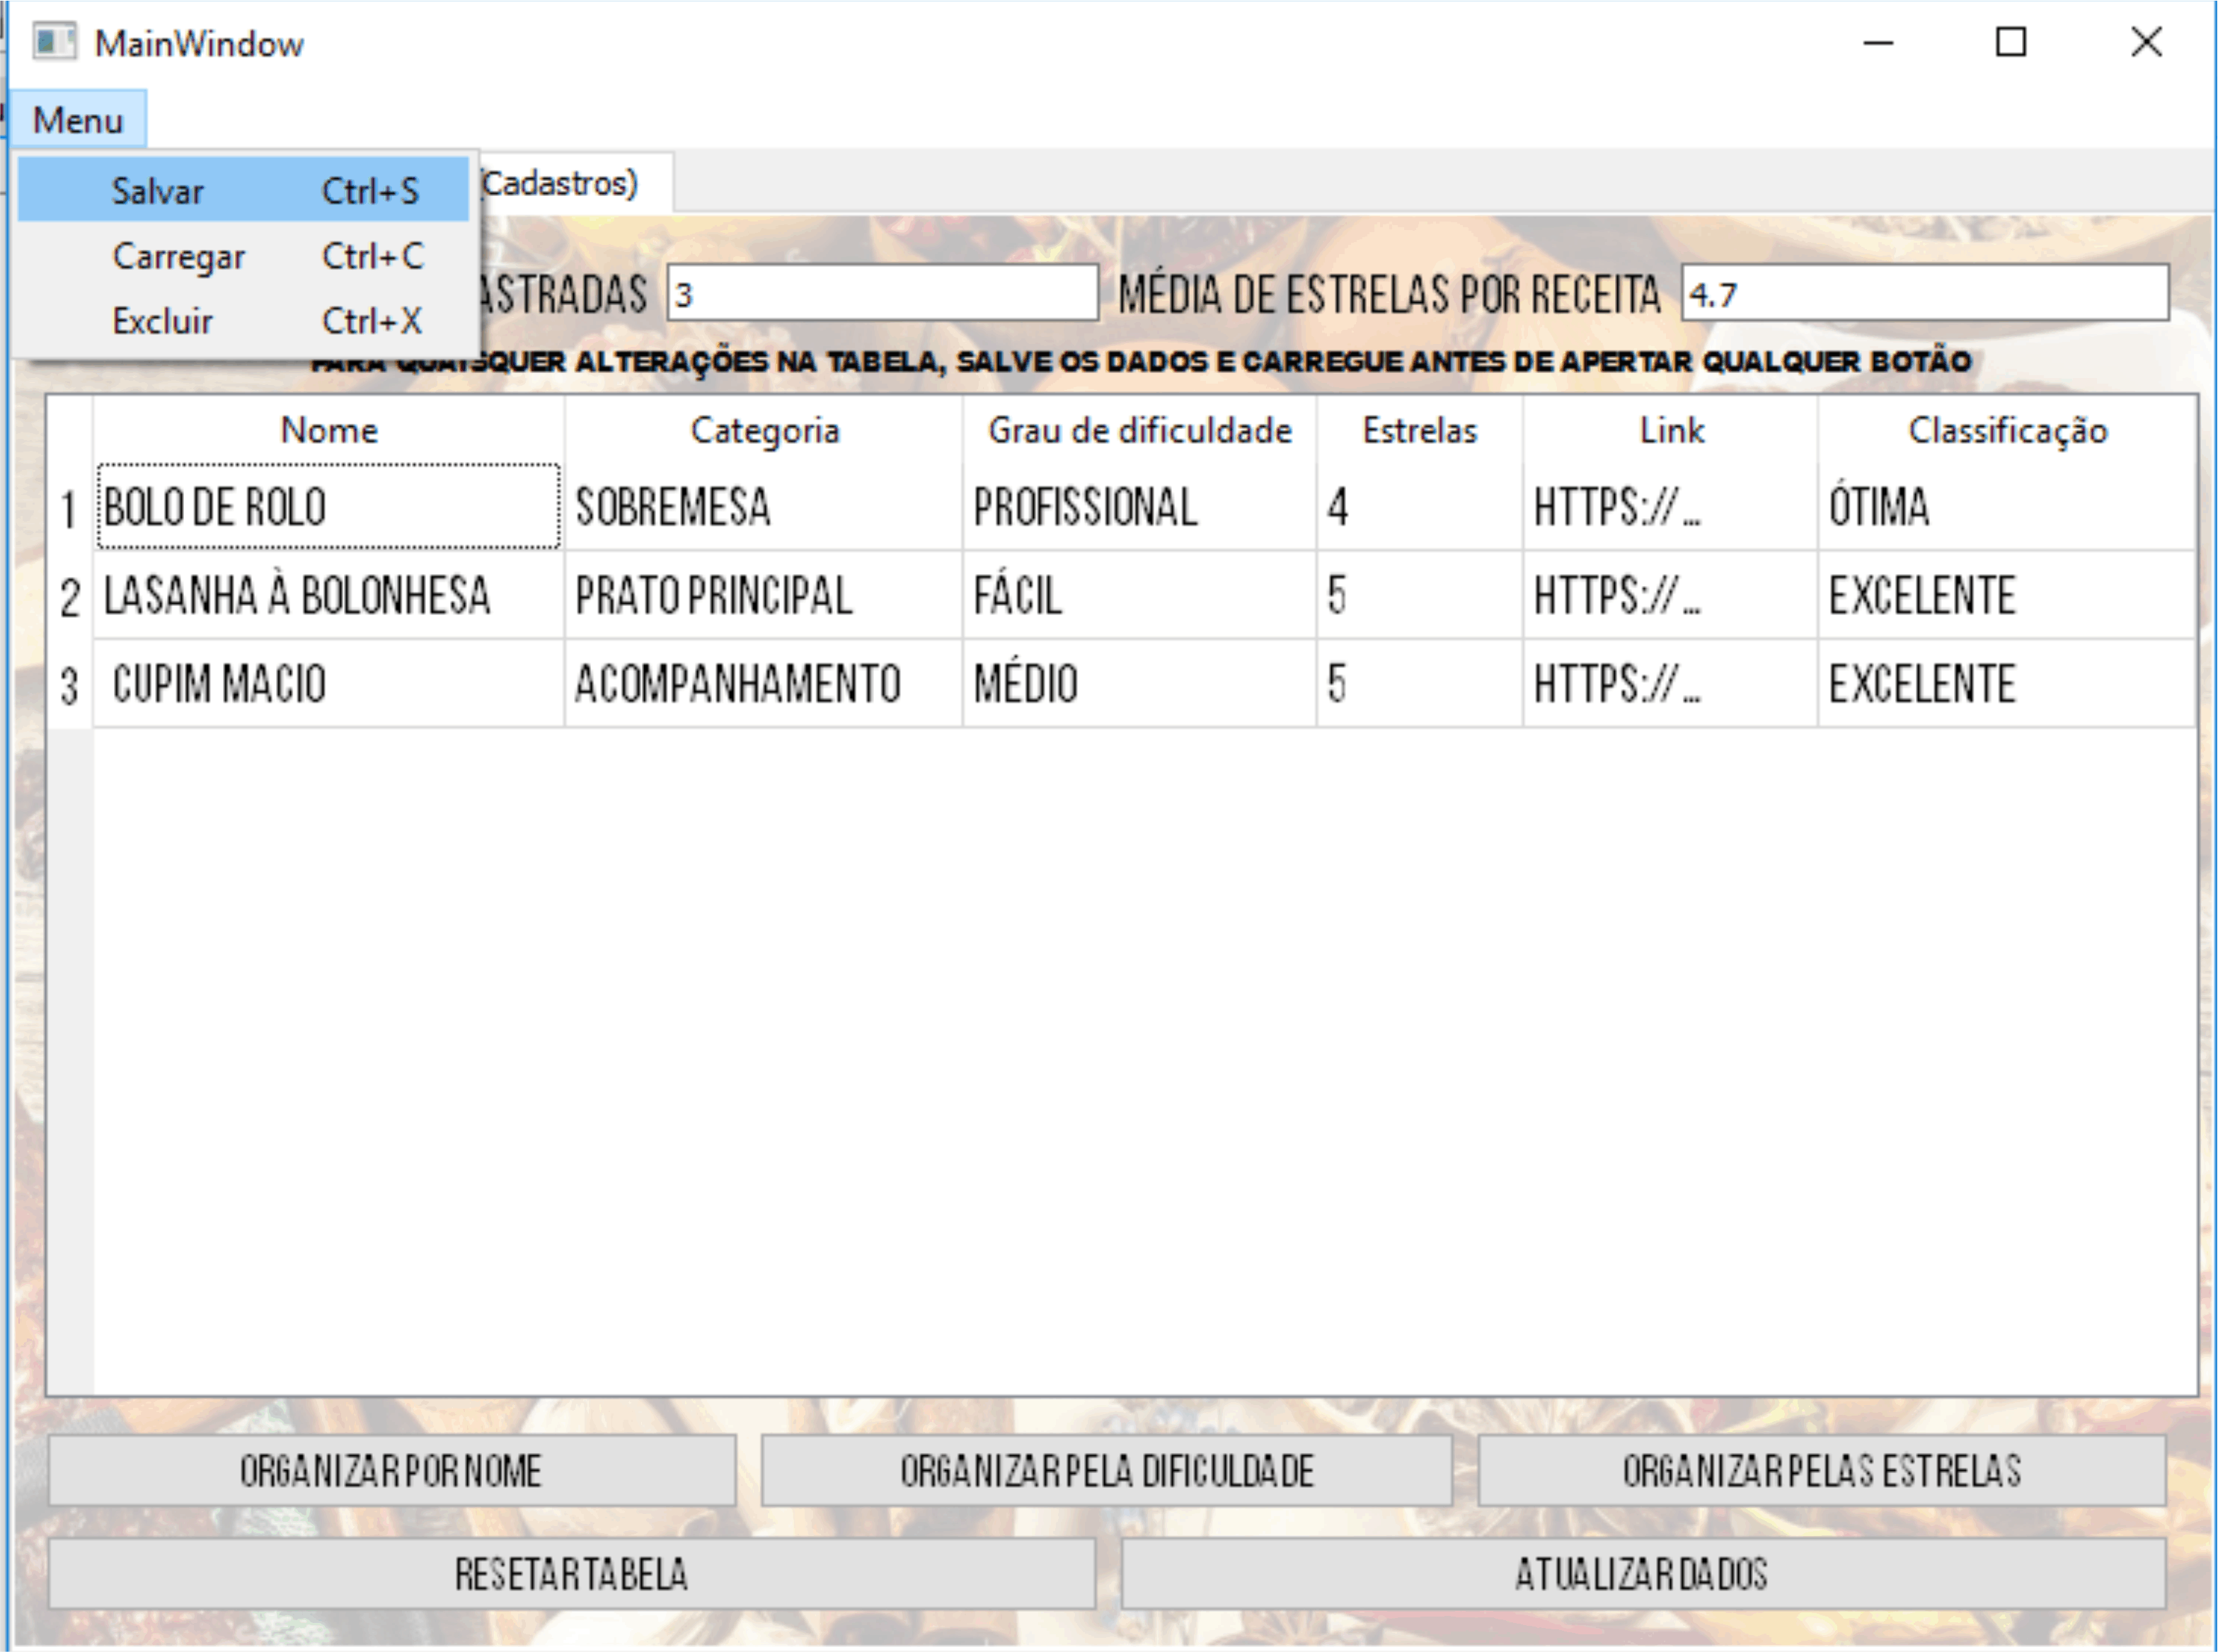 MainWindow
Menu
Salvar Ctrl+S
Carregar Ctrl+C
Excluir Ctrl+X
(Cadastros)
ASTRADAS 3 MÉDIA DE ESTRELAS POR RECEITA 4.7
PARA QUAISQUER ALTERAÇÕES NA TABELA, SALVE OS DADOS E CARREGUE ANTES DE APERTAR QUALQUER BOTÃO
Nome Categoria Grau de dificuldade Estrelas Link Classificação
1 BOLO DE ROLO SOBREMESA PROFISSIONAL 4 HTTPS:// ... ÓTIMA
2 LASANHA À BOLONHESA PRATO PRINCIPAL FÁCIL 5 HTTPS:// ... EXCELENTE
3 CUPIM MACIO ACOMPANHAMENTO MÉDIO 5 HTTPS:// ... EXCELENTE
ORGANIZAR POR NOME ORGANIZAR PELA DIFICULDADE ORGANIZAR PELAS ESTRELAS
RESETAR TABELA ATUALIZAR DADOS